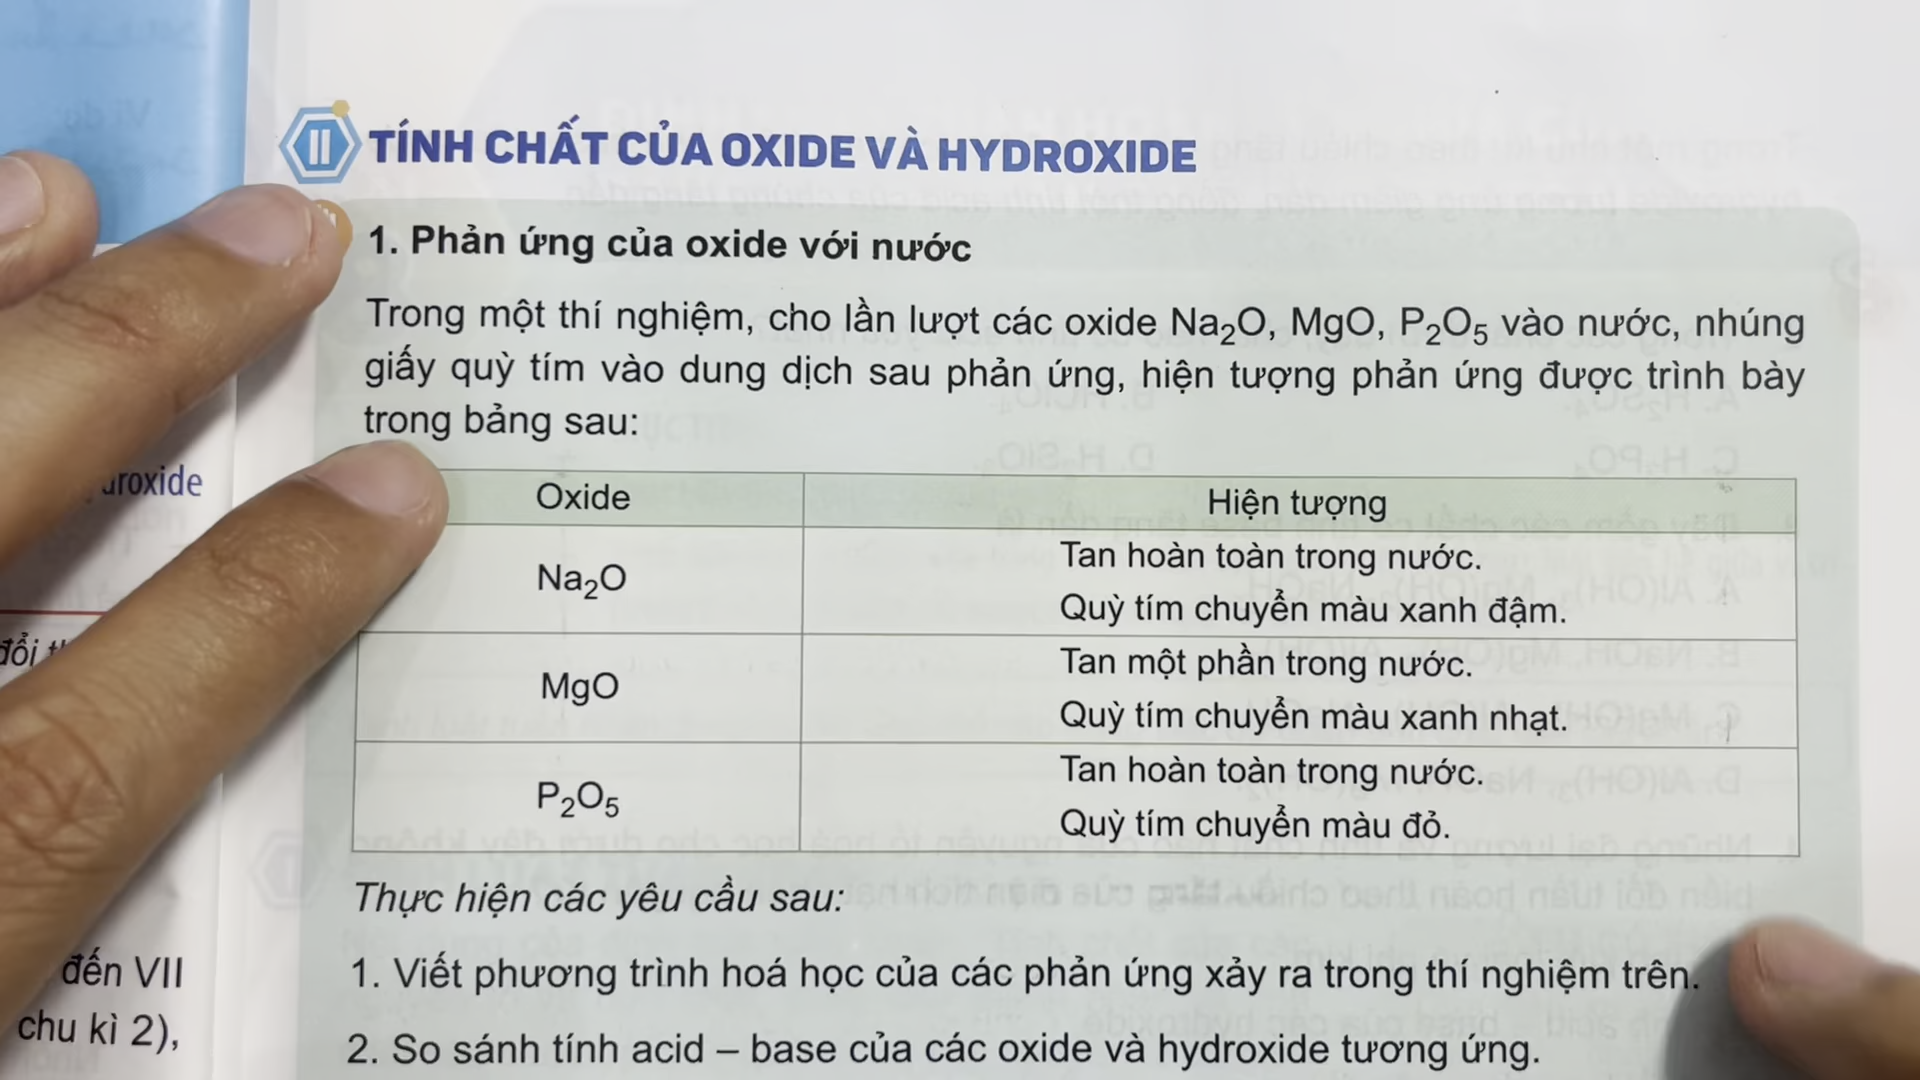 II TÍNH CHẤT CỦA OXIDE VÀ HYDROXIDE
1. Phản ứng của oxide với nước
Trong một thí nghiệm, cho lần lượt các oxide Na₂O, MgO, P₂O₅ vào nước, nhúng
giấy quỳ tím vào dung dịch sau phản ứng, hiện tượng phản ứng được trình bày
trong bảng sau:
Oxide Hiện tượng
Na₂O Tan hoàn toàn trong nước.
Quỳ tím chuyển màu xanh đậm.
MgO Tan một phần trong nước.
Quỳ tím chuyển màu xanh nhạt.
P₂O₅ Tan hoàn toàn trong nước.
Quỳ tím chuyển màu đỏ.
Thực hiện các yêu cầu sau:
1. Viết phương trình hoá học của các phản ứng xảy ra trong thí nghiệm trên.
2. So sánh tính acid – base của các oxide và hydroxide tương ứng.
đổi
đến VII
chu kì 2),